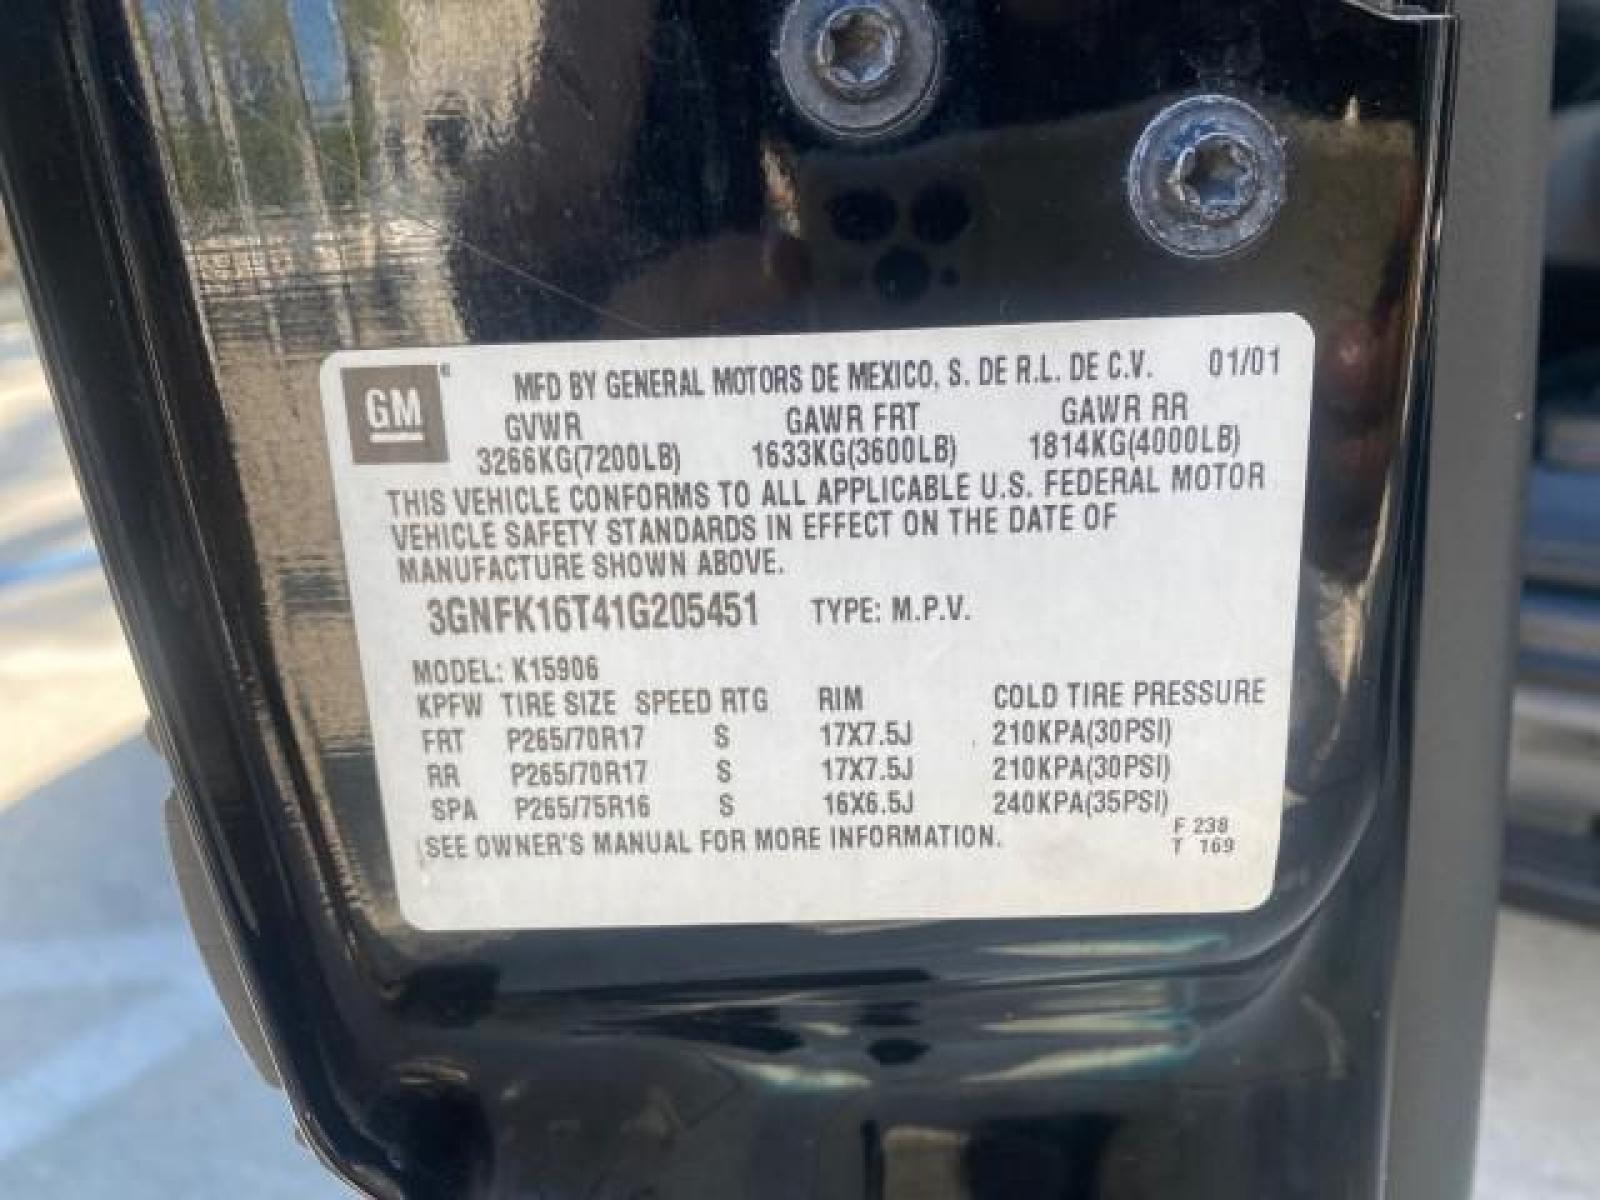 GM® MFD BY GENERAL MOTORS DE MEXICO, S. DE R.L. DE C.V. 01/01
GVWR GAWR FRT GAWR RR
3266KG(7200LB) 1633KG(3600LB) 1814KG(4000LB)
THIS VEHICLE CONFORMS TO ALL APPLICABLE U.S. FEDERAL MOTOR
VEHICLE SAFETY STANDARDS IN EFFECT ON THE DATE OF
MANUFACTURE SHOWN ABOVE.
3GNFK16T41G205451 TYPE: M.P.V.
MODEL: K15906
KPFW TIRE SIZE SPEED RTG RIM COLD TIRE PRESSURE
FRT P265/70R17 S 17X7.5J 210KPA(30PSI)
RR P265/70R17 S 17X7.5J 210KPA(30PSI)
SPA P265/75R16 S 16X6.5J 240KPA(35PSI)
SEE OWNER'S MANUAL FOR MORE INFORMATION.
F 238
T 169